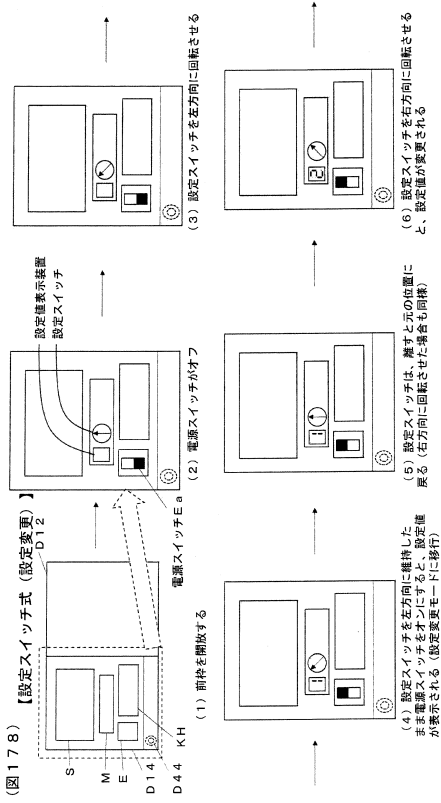 (図178)
【設定スイッチ式（設定変更）】
D12
S
M
E
D14
D44
KH
(1) 前枠を開放する
設定値表示装置
設定スイッチ
電源スイッチEa
(2) 電源スイッチがオフ
(3) 設定スイッチを左方向に回転させる
1
(4) 設定スイッチを左方向に維持した
まま電源スイッチをオンにすると、設定値
が表示される（設定変更モードに移行）
1
(5) 設定スイッチは、離すと元の位置に
戻る（右方向に回転させた場合も同様）
2
(6) 設定スイッチを右方向に回転させる
と、設定値が変更される